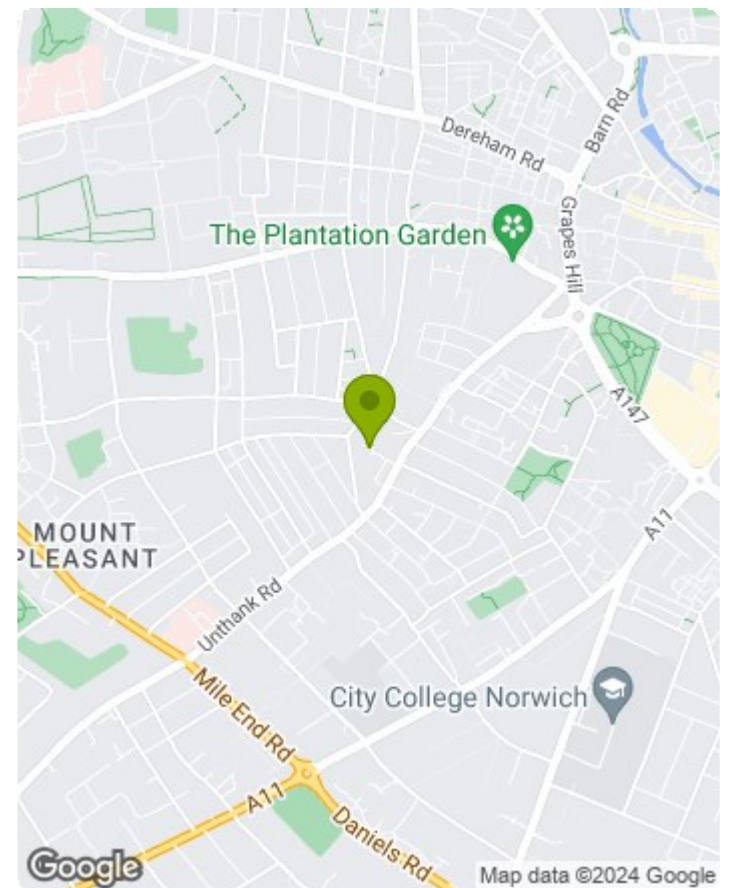 Dereham Rd
Barn Rd
The Plantation Garden
Grapes Hill
A147
MOUNT
PLEASANT
A11
Unthank Rd
City College Norwich
Mile End Rd
A11
Daniels Rd
Google
Map data ©2024 Google